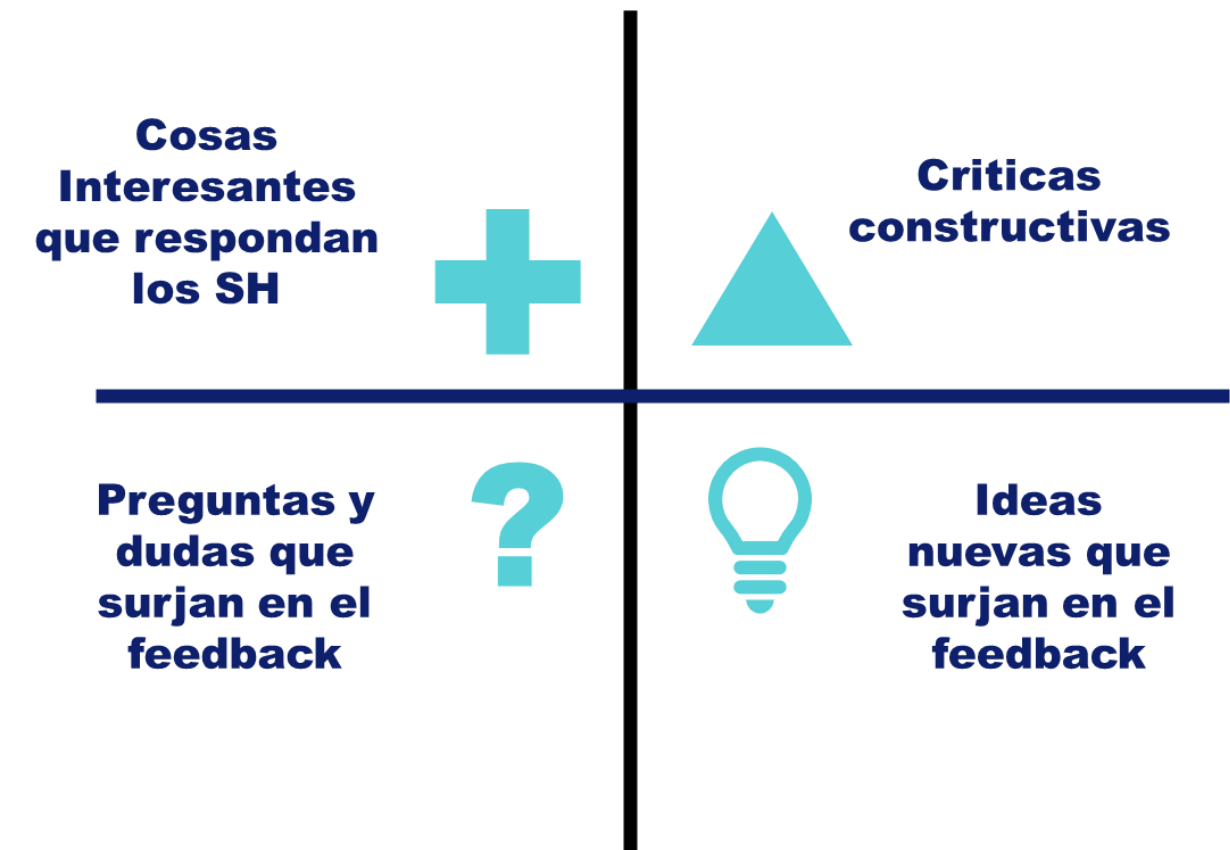 Cosas
Interesantes
que respondan
los SH
Criticas
constructivas
?
Preguntas y
dudas que
surjan en el
feedback
Ideas
nuevas que
surjan en el
feedback